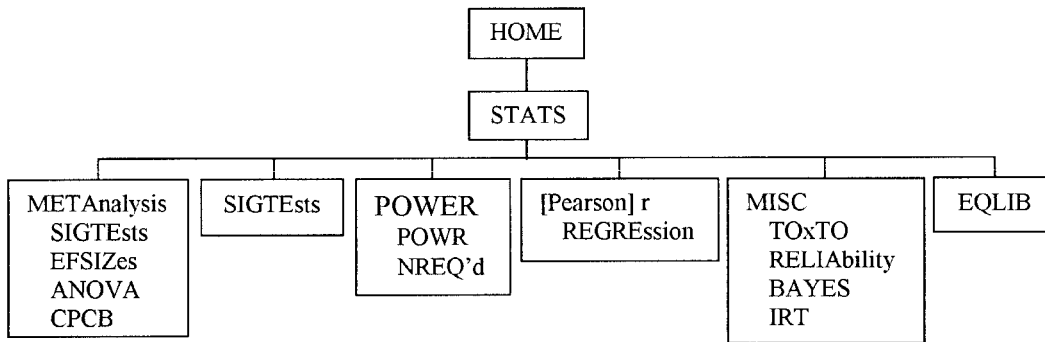 HOME
STATS
METAnalysis
SIGTEsts
EFSIZes
ANOVA
CPCB
SIGTEsts
POWER
POWR
NREQ'd
[Pearson] r
REGREssion
MISC
TOxTO
RELIAbility
BAYES
IRT
EQLIB